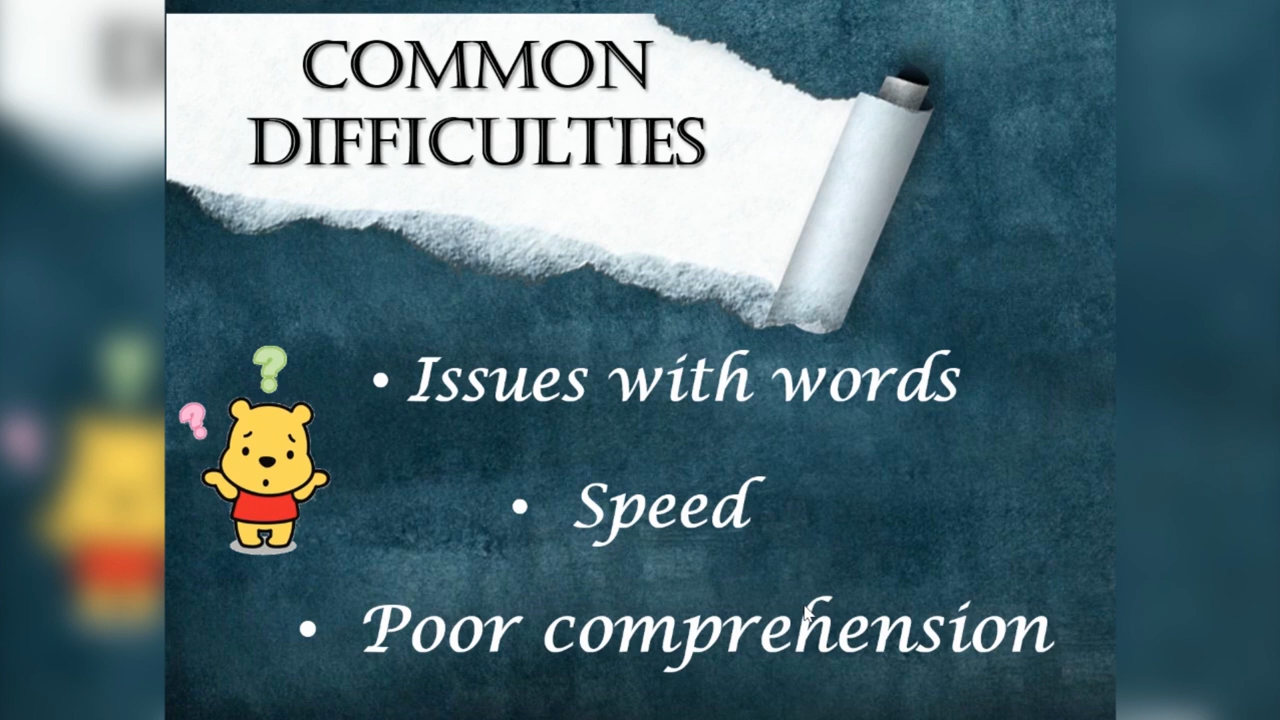 COMMON
DIFFICULTIES
• Issues with words
• Speed
• Poor comprehension